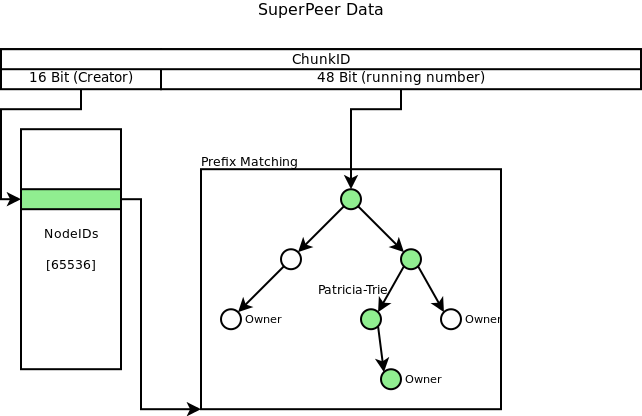 SuperPeer Data
ChunkID
16 Bit (Creator)
48 Bit (running number)
Prefix Matching
NodeIDs
[65536]
Patricia-Trie
Owner
Owner
Owner